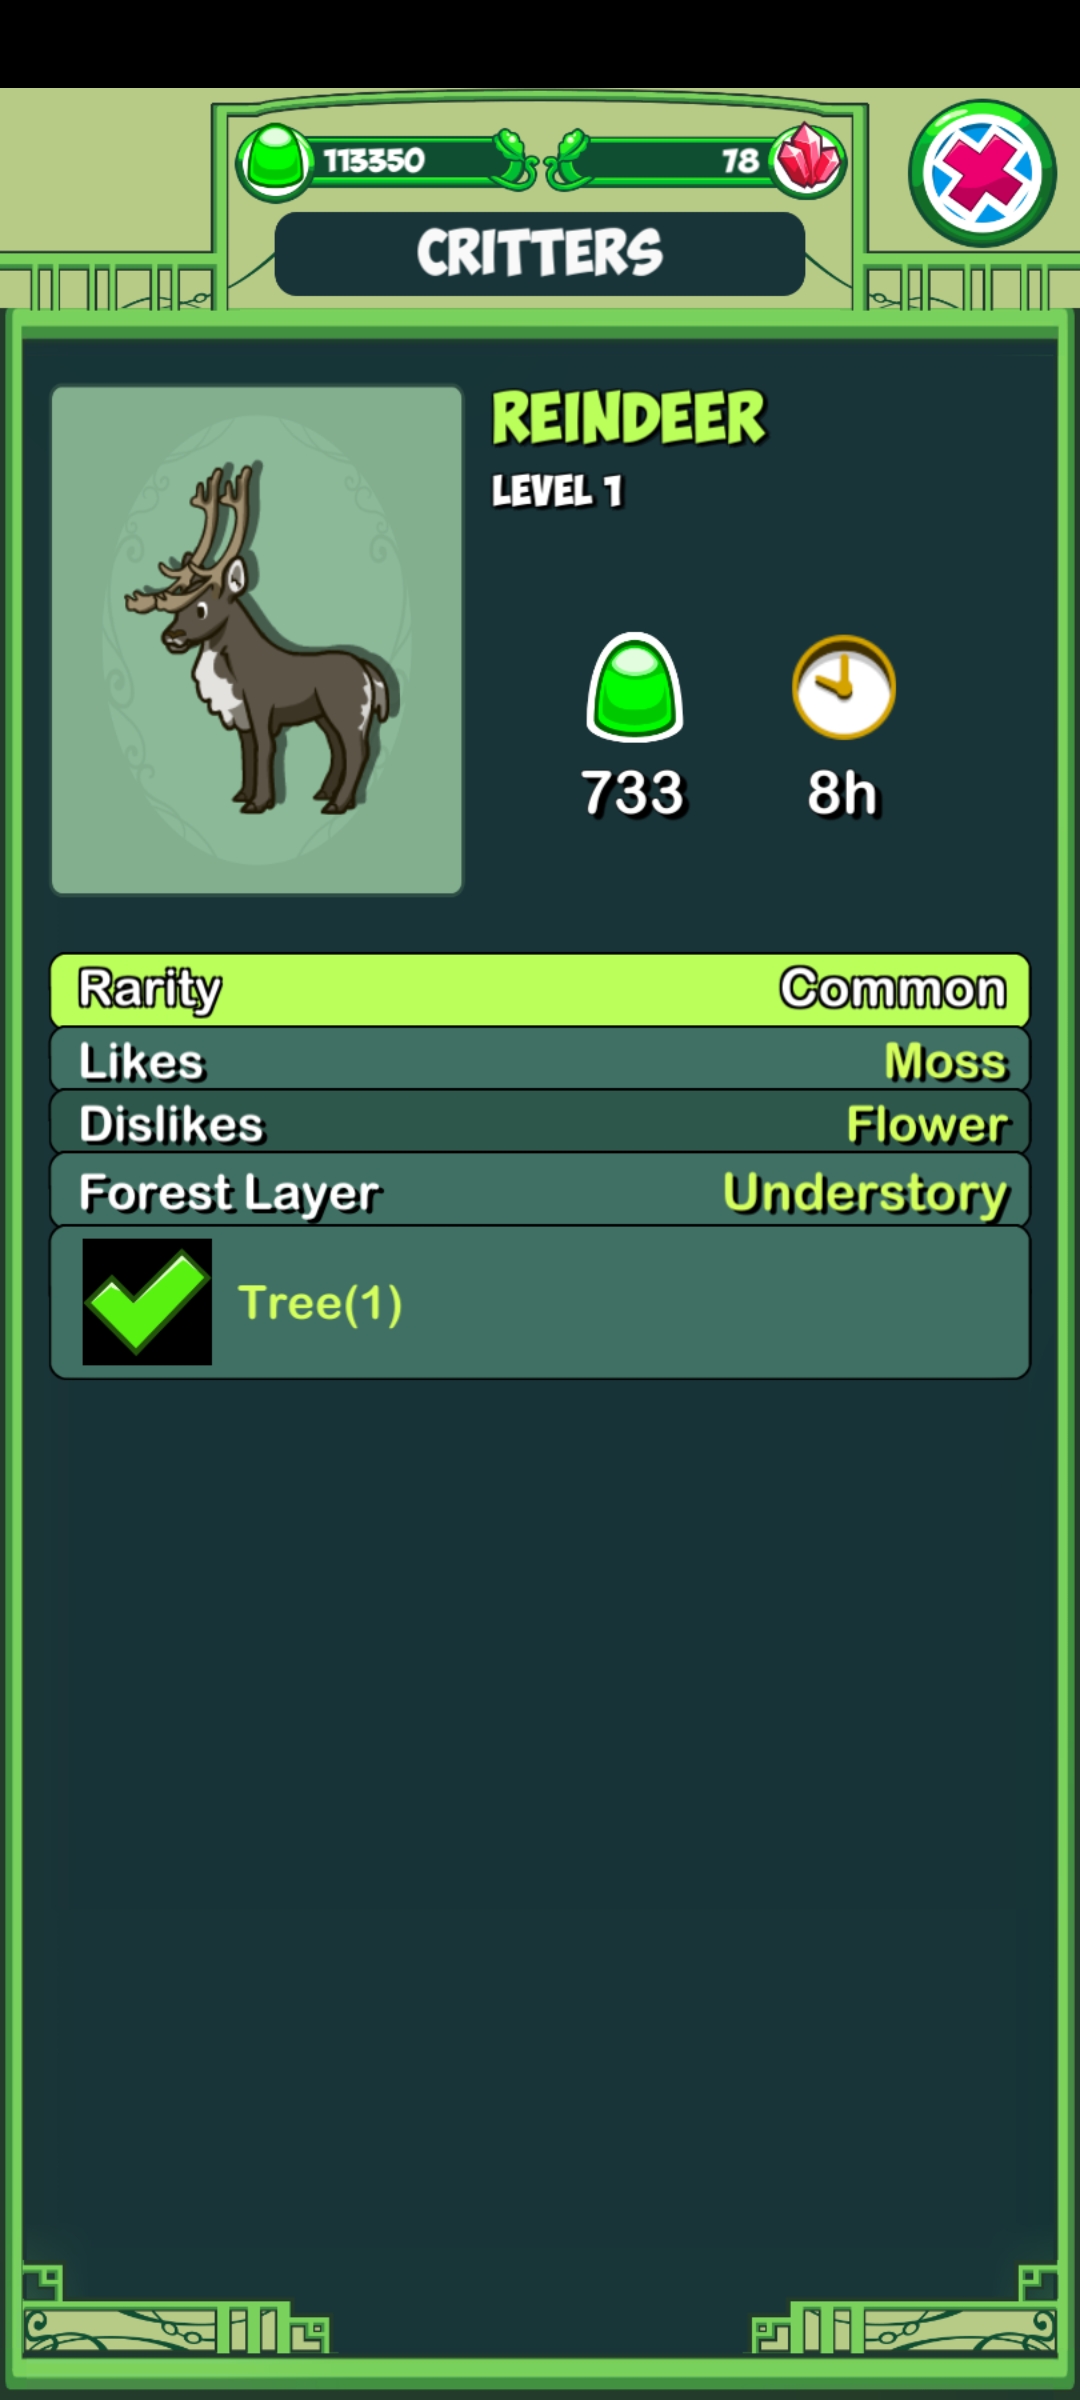 113350
78
CRITTERS
REINDEER
LEVEL 1
733
8h
Rarity Common
Likes Moss
Dislikes Flower
Forest Layer Understory
Tree(1)